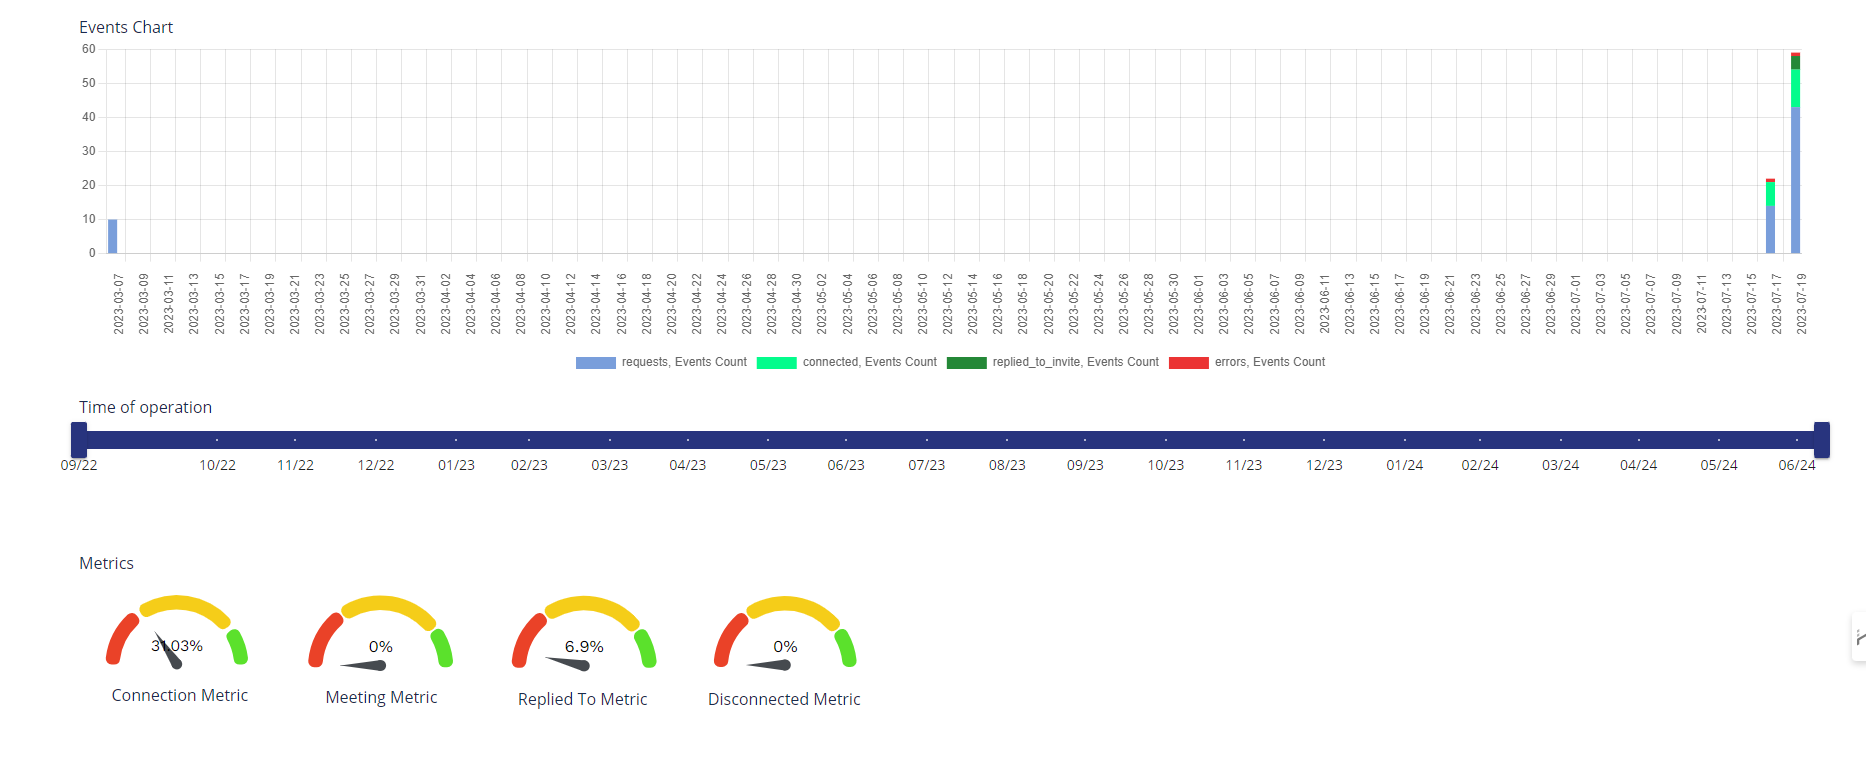 Events Chart
60
50
40
30
20
10
0
2023-03-07 2023-03-09 2023-03-11 2023-03-13 2023-03-15 2023-03-17 2023-03-19 2023-03-21 2023-03-23 2023-03-25 2023-03-27 2023-03-29 2023-03-31 2023-04-02 2023-04-04 2023-04-06 2023-04-08 2023-04-10 2023-04-12 2023-04-14 2023-04-16 2023-04-18 2023-04-20 2023-04-22 2023-04-24 2023-04-26 2023-04-28 2023-04-30 2023-05-02 2023-05-04 2023-05-06 2023-05-08 2023-05-10 2023-05-12 2023-05-14 2023-05-16 2023-05-18 2023-05-20 2023-05-22 2023-05-24 2023-05-26 2023-05-28 2023-05-30 2023-06-01 2023-06-03 2023-06-05 2023-06-07 2023-06-09 2023-06-11 2023-06-13 2023-06-15 2023-06-17 2023-06-19 2023-06-21 2023-06-23 2023-06-25 2023-06-27 2023-06-29 2023-07-01 2023-07-03 2023-07-05 2023-07-07 2023-07-09 2023-07-11 2023-07-13 2023-07-15 2023-07-17 2023-07-19
requests, Events Count connected, Events Count replied_to_invite, Events Count errors, Events Count
Time of operation
09/22 10/22 11/22 12/22 01/23 02/23 03/23 04/23 05/23 06/23 07/23 08/23 09/23 10/23 11/23 12/23 01/24 02/24 03/24 04/24 05/24 06/24
Metrics
31.03% 0% 6.9% 0%
Connection Metric Meeting Metric Replied To Metric Disconnected Metric